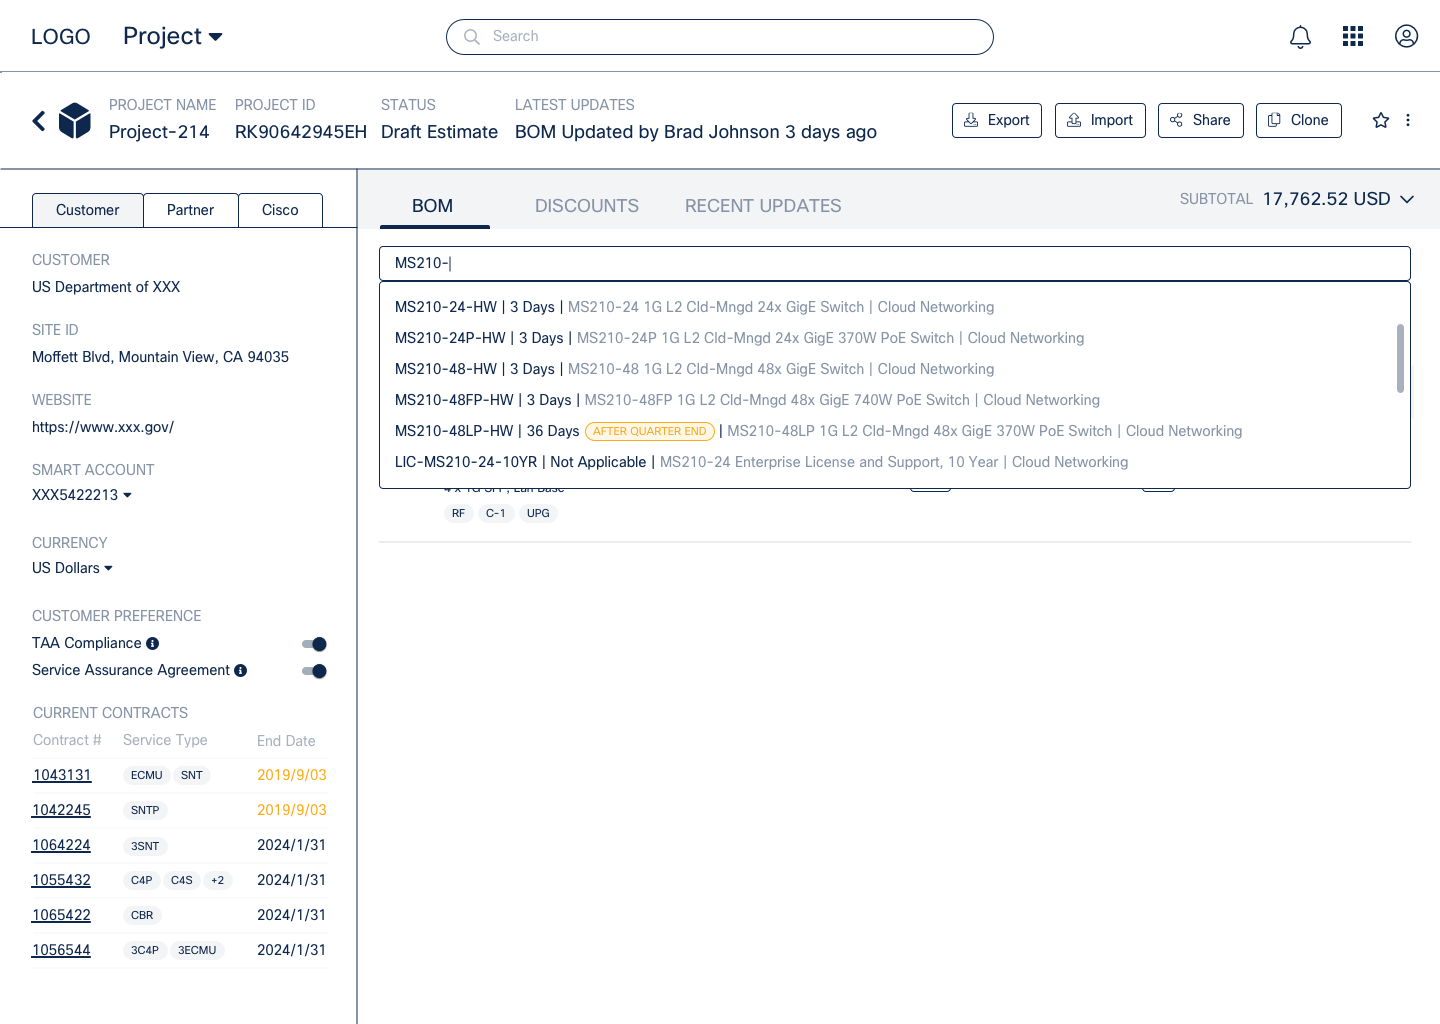 LOGO Project
Search
PROJECT NAME PROJECT ID STATUS LATEST UPDATES
Project-214 RK90642945EH Draft Estimate BOM Updated by Brad Johnson 3 days ago
Export Import Share Clone
Customer Partner Cisco
BOM DISCOUNTS RECENT UPDATES
SUBTOTAL 17,762.52 USD
CUSTOMER
US Department of XXX
SITE ID
Moffett Blvd, Mountain View, CA 94035
WEBSITE
https://www.xxx.gov/
SMART ACCOUNT
XXX5422213
CURRENCY
US Dollars
CUSTOMER PREFERENCE
TAA Compliance
Service Assurance Agreement
CURRENT CONTRACTS
Contract # Service Type End Date
1043131 ECMU SNT 2019/9/03
1042245 SNTP 2019/9/03
1064224 3SNT 2024/1/31
1055432 C4P C4S +2 2024/1/31
1065422 CBR 2024/1/31
1056544 3C4P 3ECMU 2024/1/31
MS210-
MS210-24-HW | 3 Days | MS210-24 1G L2 Cld-Mngd 24x GigE Switch | Cloud Networking
MS210-24P-HW | 3 Days | MS210-24P 1G L2 Cld-Mngd 24x GigE 370W PoE Switch | Cloud Networking
MS210-48-HW | 3 Days | MS210-48 1G L2 Cld-Mngd 48x GigE Switch | Cloud Networking
MS210-48FP-HW | 3 Days | MS210-48FP 1G L2 Cld-Mngd 48x GigE 740W PoE Switch | Cloud Networking
MS210-48LP-HW | 36 Days AFTER QUARTER END | MS210-48LP 1G L2 Cld-Mngd 48x GigE 370W PoE Switch | Cloud Networking
LIC-MS210-24-10YR | Not Applicable | MS210-24 Enterprise License and Support, 10 Year | Cloud Networking
RF C-1 UPG